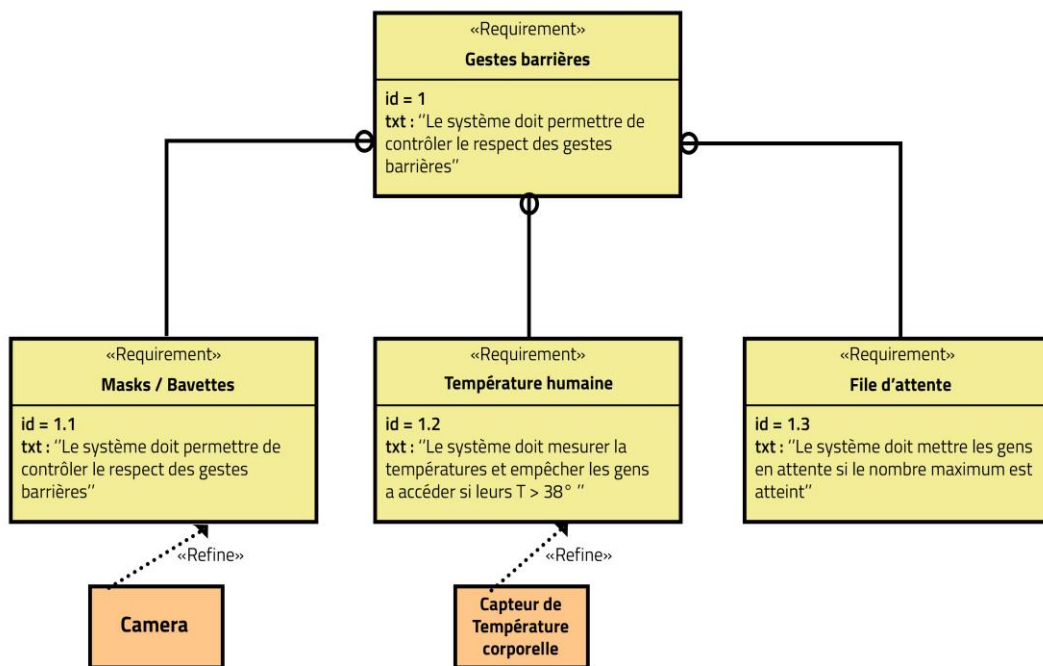 «Requirement»
Gestes barrières
id = 1
txt : “Le système doit permettre de
contrôler le respect des gestes
barrières”
«Requirement»
Masks / Bavettes
id = 1.1
txt : “Le système doit permettre de
contrôler le respect des gestes
barrières”
«Requirement»
Température humaine
id = 1.2
txt : “Le système doit mesurer la
températures et empêcher les gens
a accéder si leurs T > 38° ”
«Requirement»
File d’attente
id = 1.3
txt : “Le système doit mettre les gens
en attente si le nombre maximum est
atteint”
«Refine»
«Refine»
Camera
Capteur de
Température
corporelle